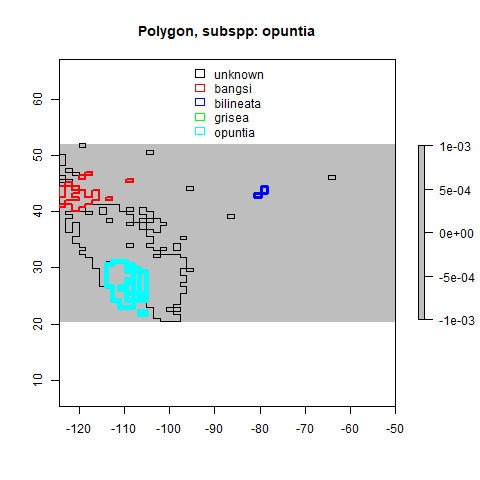 Polygon, subspp: opuntia
unknown
bangsi
bilineata
grisea
opuntia
60
50
40
30
20
10
1e-03
5e-04
0e+00
-5e-04
-1e-03
-120 -110 -100 -90 -80 -70 -60 -50